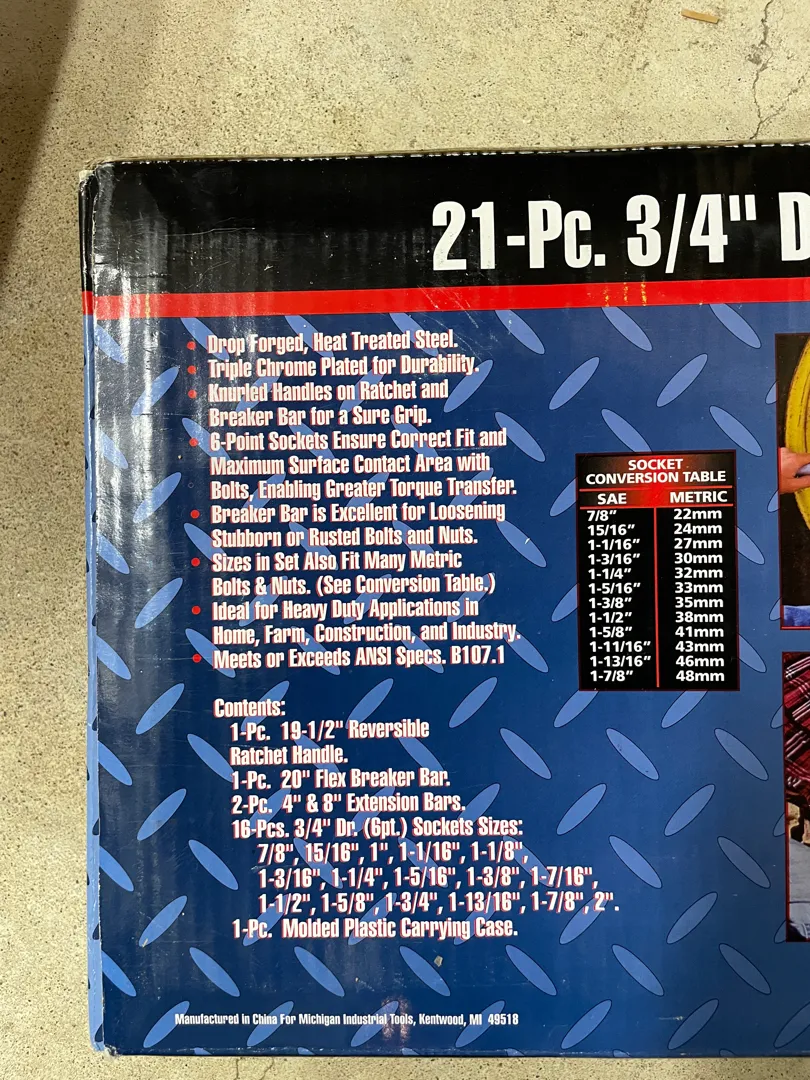 21-Pc. 3/4" D
• Drop Forged, Heat Treated Steel.
• Triple Chrome Plated for Durability.
• Knurled Handles on Ratchet and
Breaker Bar for a Sure Grip.
• 6-Point Sockets Ensure Correct Fit and
Maximum Surface Contact Area with
Bolts, Enabling Greater Torque Transfer.
• Breaker Bar is Excellent for Loosening
Stubborn or Rusted Bolts and Nuts.
• Sizes in Set Also Fit Many Metric
Bolts & Nuts. (See Conversion Table.)
• Ideal for Heavy Duty Applications in
Home, Farm, Construction, and Industry.
• Meets or Exceeds ANSI Specs. B107.1
Contents:
1-Pc. 19-1/2" Reversible
Ratchet Handle.
1-Pc. 20" Flex Breaker Bar.
2-Pc. 4" & 8" Extension Bars.
16-Pcs. 3/4" Dr. (6pt.) Sockets Sizes:
7/8", 15/16", 1", 1-1/16", 1-1/8",
1-3/16", 1-1/4", 1-5/16", 1-3/8", 1-7/16",
1-1/2", 1-5/8", 1-3/4", 1-13/16", 1-7/8", 2".
1-Pc. Molded Plastic Carrying Case.
SOCKET
CONVERSION TABLE
SAE METRIC
7/8" 22mm
15/16" 24mm
1-1/16" 27mm
1-3/16" 30mm
1-1/4" 32mm
1-5/16" 33mm
1-3/8" 35mm
1-1/2" 38mm
1-5/8" 41mm
1-11/16" 43mm
1-13/16" 46mm
1-7/8" 48mm
Manufactured in China For Michigan Industrial Tools, Kentwood, MI 49518